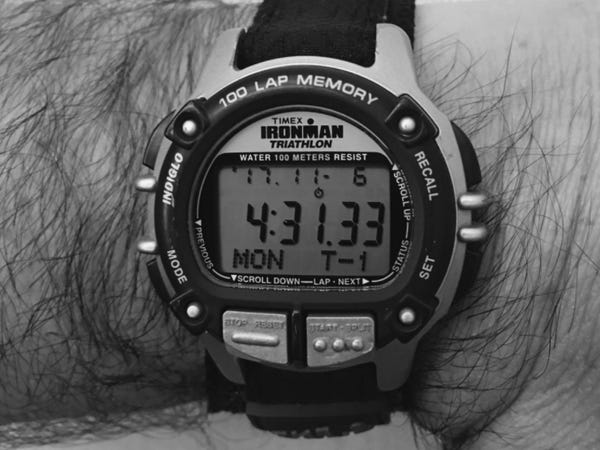 100 LAP MEMORY
TIMEX
IRONMAN
TRIATHLON
WATER 100 METERS RESIST
INDIGLO
RECALL
'17.11- 6
▲SCROLL UP
4:31.33
◀PREVIOUS
STATUS
MON T-1
MODE
SET
▼SCROLL DOWN — LAP · NEXT▶
STOP · RESET
START · SPLIT